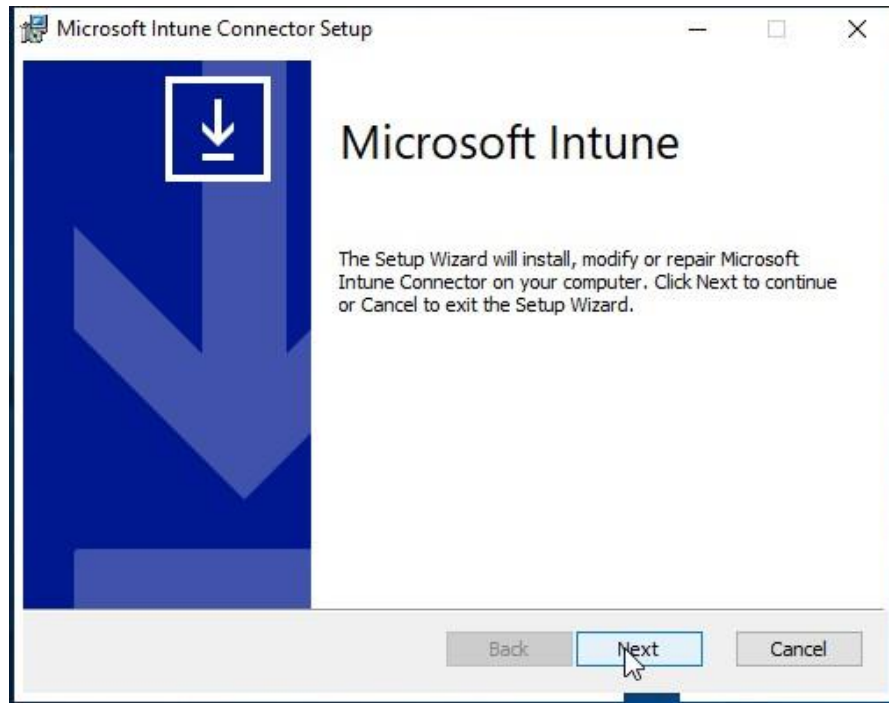 Microsoft Intune Connector Setup
Microsoft Intune
The Setup Wizard will install, modify or repair Microsoft
Intune Connector on your computer. Click Next to continue
or Cancel to exit the Setup Wizard.
Back Next Cancel